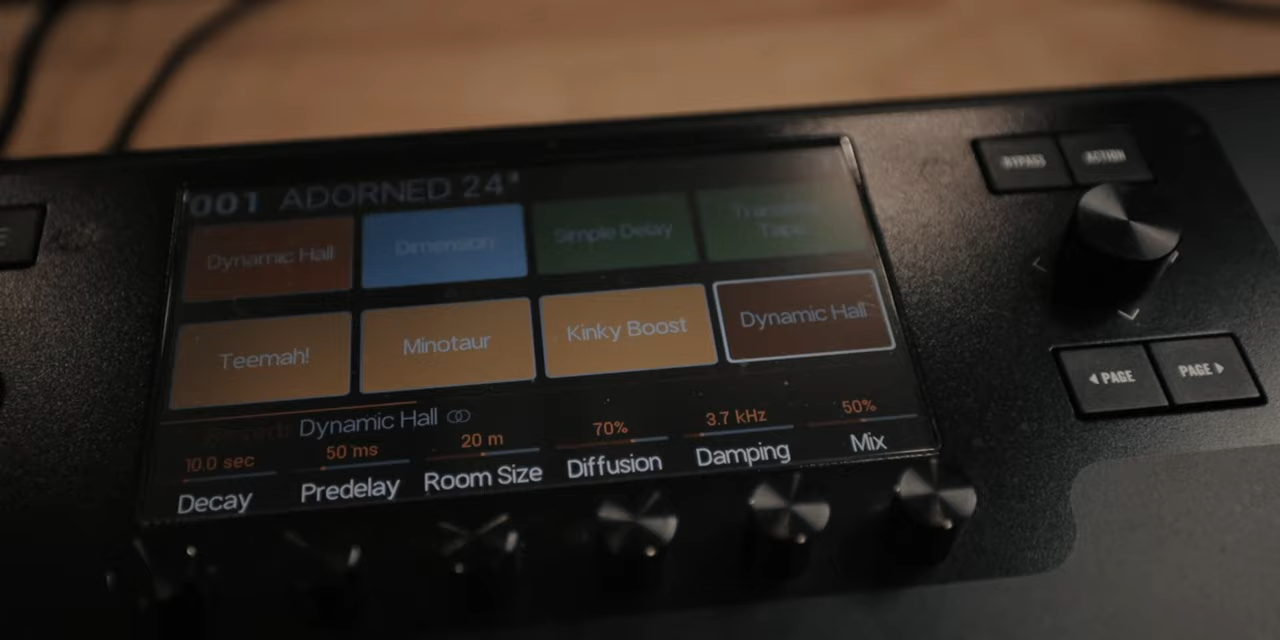 001 ADORNED 24"
Dynamic Hall
Dimension
Simple Delay
Tape
Teemah!
Minotaur
Kinky Boost
Dynamic Hall
Dynamic Hall
10.0 sec
50 ms
20 m
70%
3.7 kHz
50%
Decay
Predelay
Room Size
Diffusion
Damping
Mix
BYPASS
ACTION
PAGE
PAGE